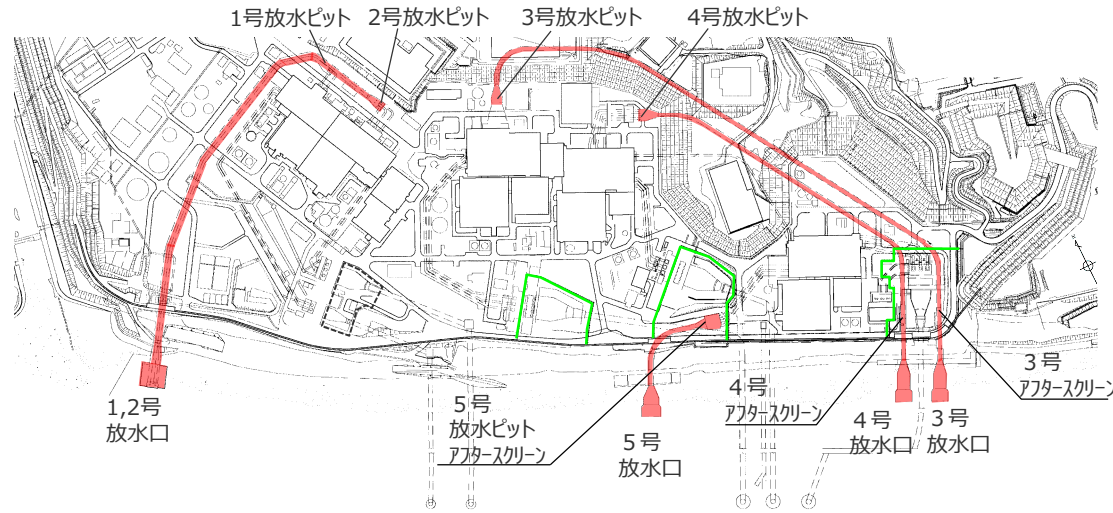 1号放水ピット
2号放水ピット
3号放水ピット
4号放水ピット
1,2号
放水口
5号
放水ピット
アフタースクリーン
5号
放水口
4号
アフタースクリーン
4号
放水口
3号
放水口
3号
アフタースクリーン